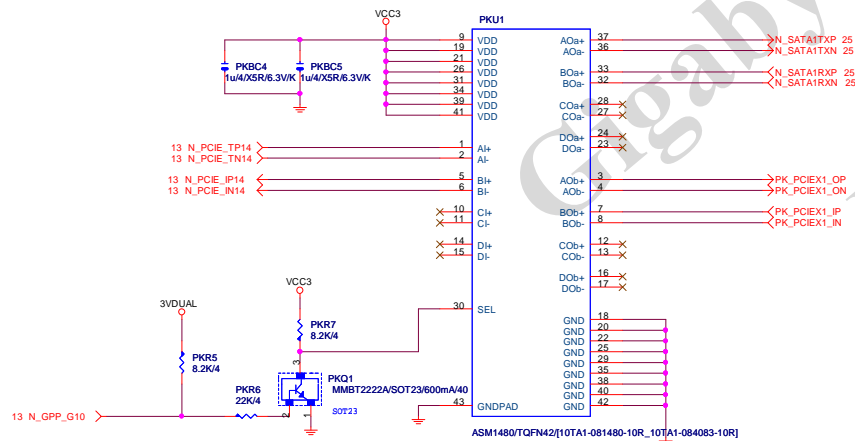 VCC3
PKU1
PKBC4
1u/4/X5R/6.3V/K
PKBC5
1u/4/X5R/6.3V/K
9 VDD
19 VDD
21 VDD
26 VDD
31 VDD
34 VDD
39 VDD
41 VDD
AOa+ 37 N_SATA1TXP 25
AOa- 36 N_SATA1TXN 25
BOa+ 33 N_SATA1RXP 25
BOa- 32 N_SATA1RXN 25
COa+ 28
COa- 27
DOa+ 24
DOa- 23
13 N_PCIE_TP14 1 AI+
13 N_PCIE_TN14 2 AI-
13 N_PCIE_IP14 5 BI+
13 N_PCIE_IN14 6 BI-
10 CI+
11 CI-
14 DI+
15 DI-
AOb+ 3 PK_PCIEX1_OP
AOb- 4 PK_PCIEX1_ON
BOb+ 7 PK_PCIEX1_IP
BOb- 8 PK_PCIEX1_IN
COb+ 12
COb- 13
DOb+ 16
DOb- 17
VCC3
3VDUAL
30 SEL
PKR7
8.2K/4
PKR5
8.2K/4
PKR6
22K/4
3
PKQ1
MMBT2222A/SOT23/600mA/40
SOT23
2
1
13 N_GPP_G10
GND 18
GND 20
GND 22
GND 25
GND 29
GND 35
GND 38
GND 40
GND 42
43 GNDPAD
ASM1480/TQFN42/[10TA1-081480-10R_10TA1-084083-10R]
Gigaby